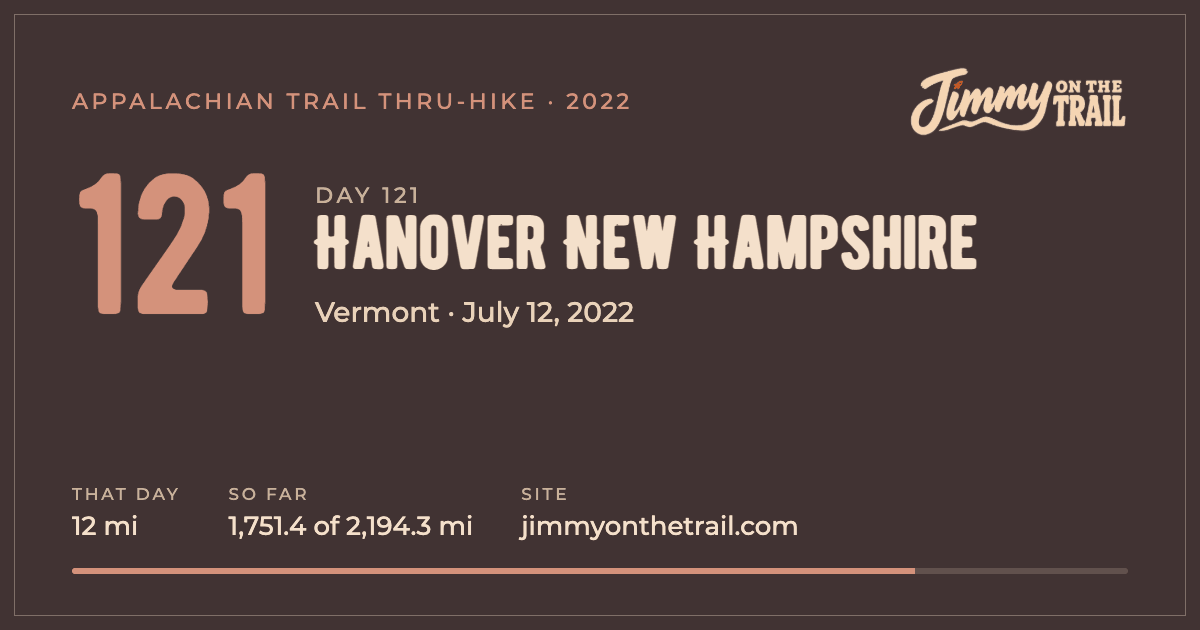 APPALACHIAN TRAIL THRU-HIKE · 2022
Jimmy ON THE TRAIL
121
DAY 121
HANOVER NEW HAMPSHIRE
Vermont · July 12, 2022
THAT DAY
12 mi
SO FAR
1,751.4 of 2,194.3 mi
SITE
jimmyonthetrail.com